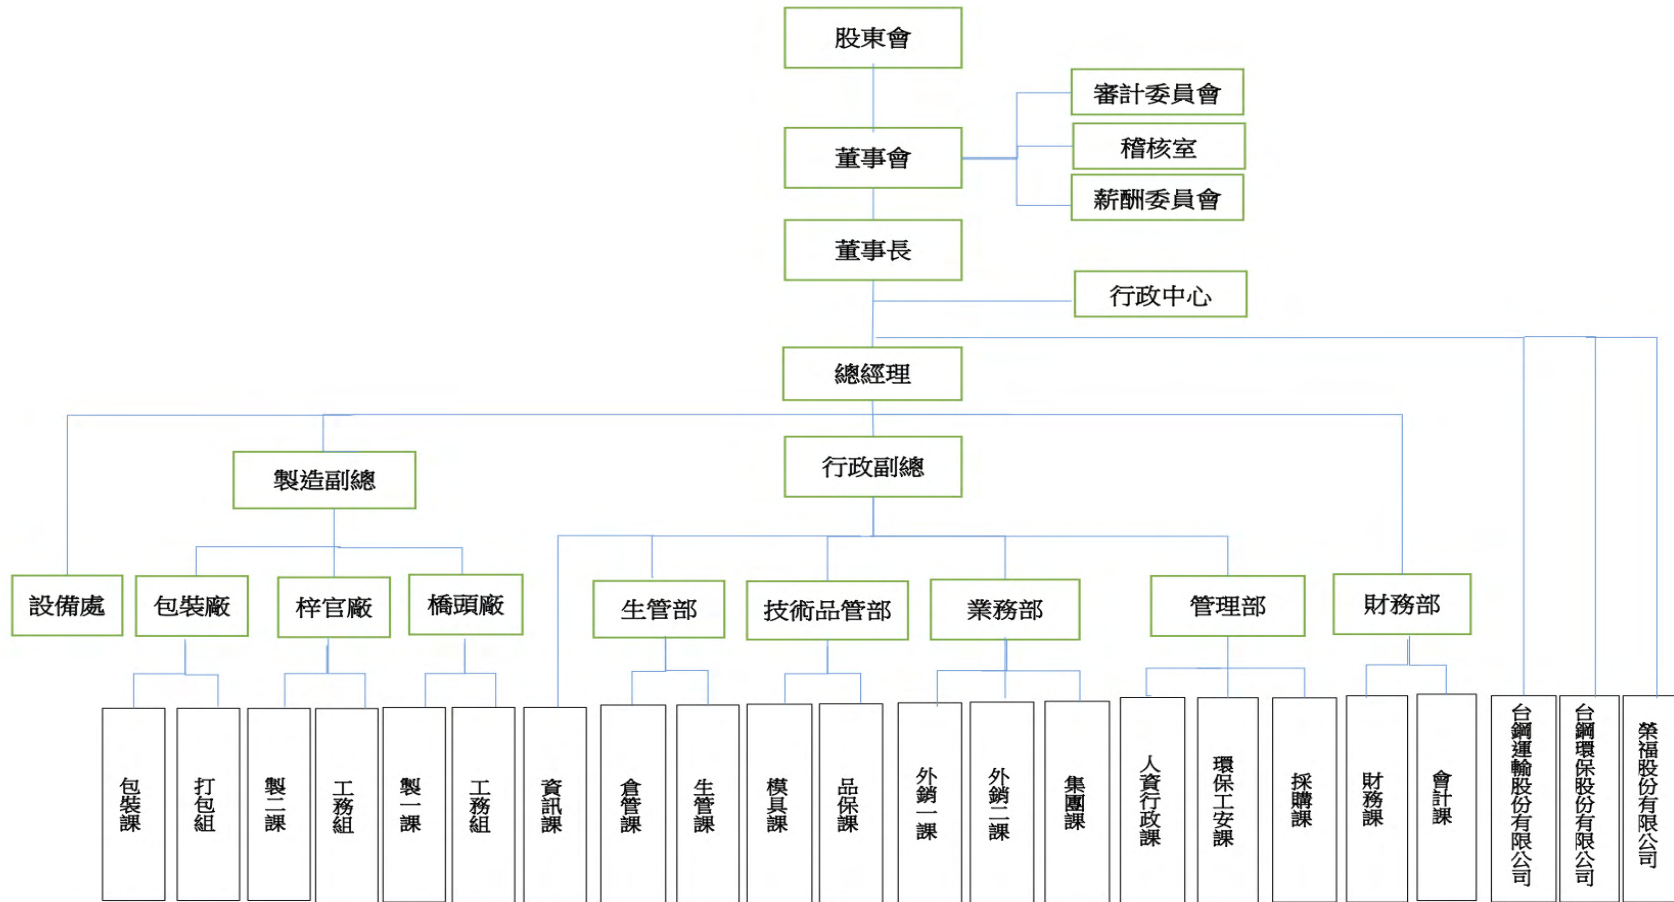 股東會
審計委員會
董事會
稽核室
薪酬委員會
董事長
行政中心
總經理
製造副總
行政副總
設備處
包裝廠
梓官廠
橋頭廠
生管部
技術品管部
業務部
管理部
財務部
包裝課
打包組
製二課
工務組
製一課
工務組
資訊課
倉管課
生管課
模具課
品保課
外銷一課
外銷二課
集團課
人資行政課
環保工安課
採購課
財務課
會計課
台鋼運輸股份有限公司
台鋼環保股份有限公司
榮福股份有限公司